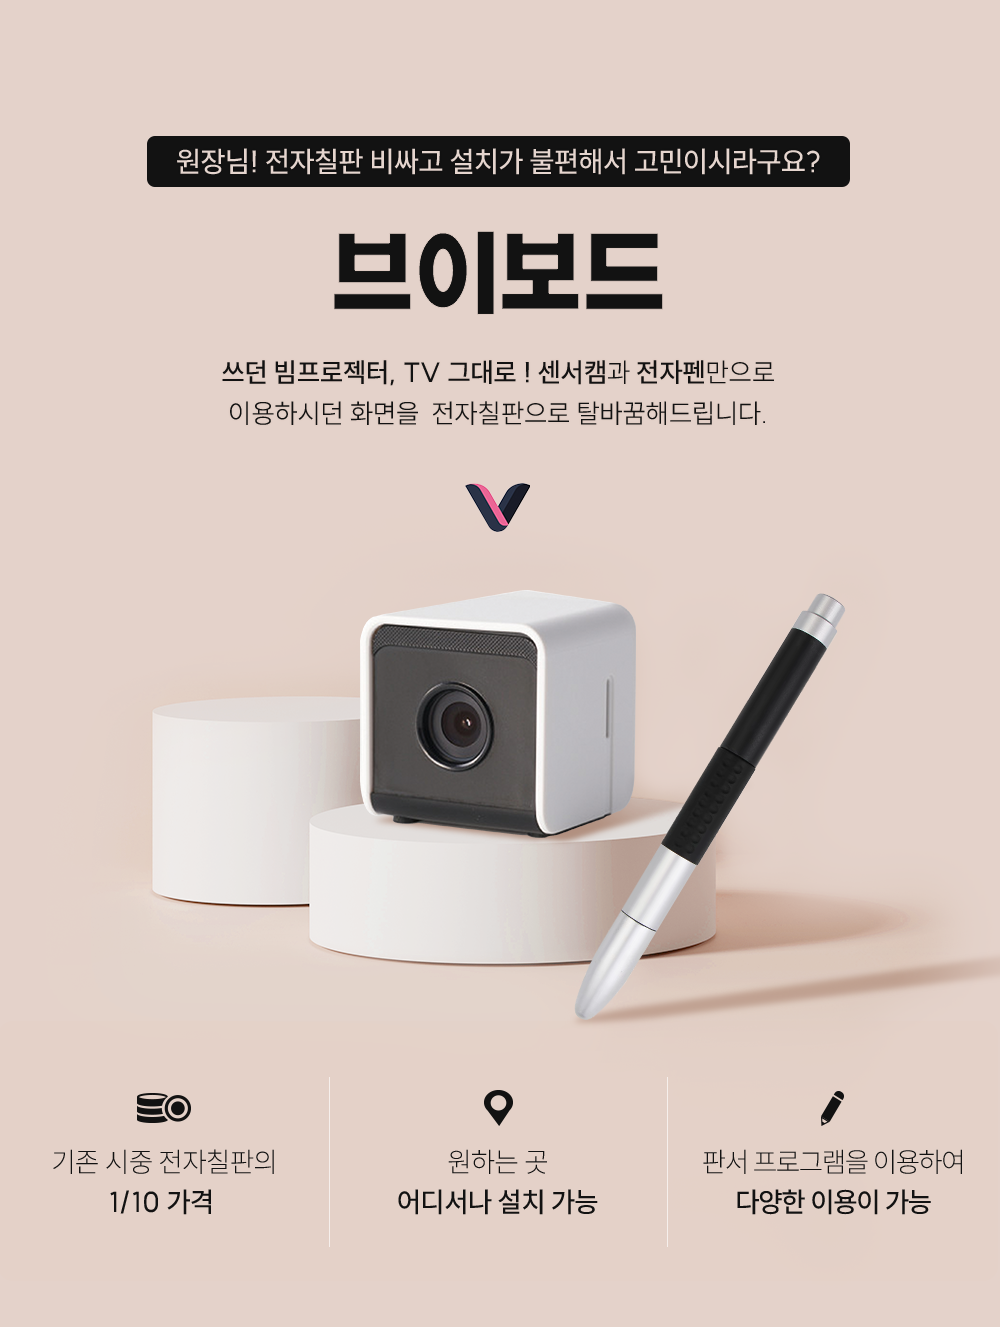 원장님! 전자칠판 비싸고 설치가 불편해서 고민이시라구요?
브이보드
쓰던 빔프로젝터, TV 그대로 ! 센서캠과 전자펜만으로
이용하시던 화면을 전자칠판으로 탈바꿈해드립니다.
기존 시중 전자칠판의
1/10 가격
원하는 곳
어디서나 설치 가능
판서 프로그램을 이용하여
다양한 이용이 가능